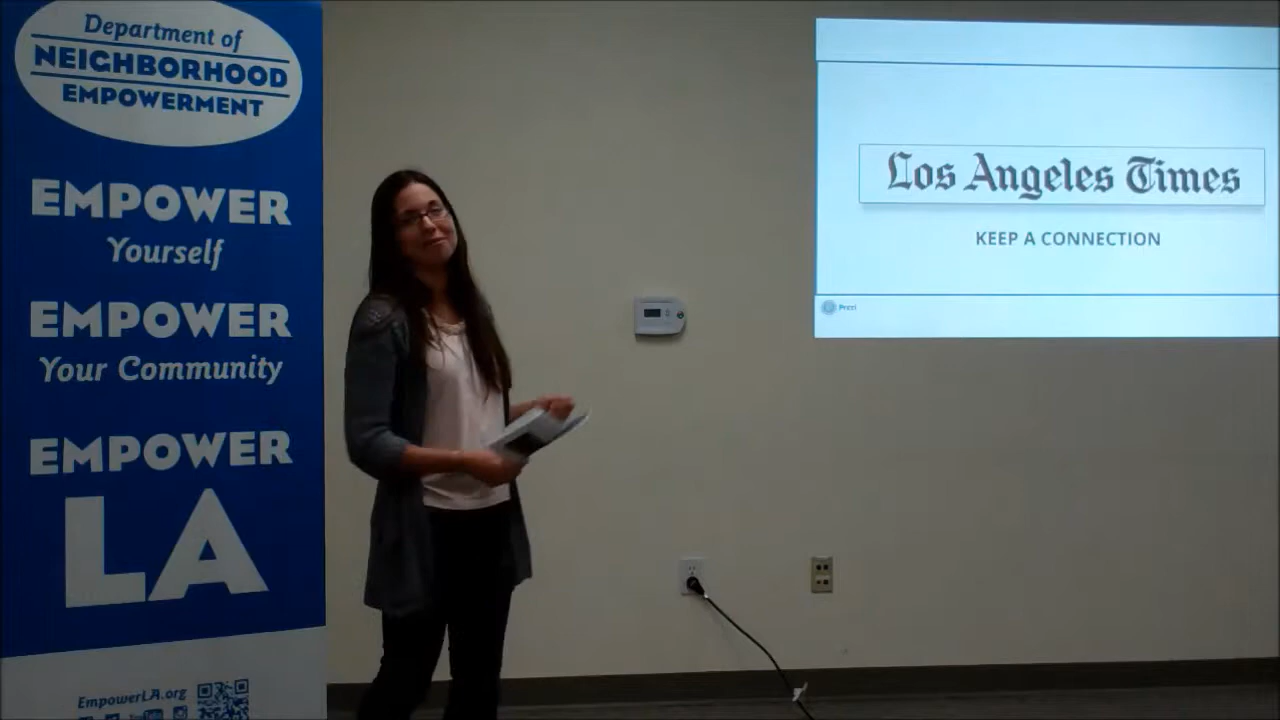 Department of
NEIGHBORHOOD
EMPOWERMENT
EMPOWER
Yourself
EMPOWER
Your Community
EMPOWER
LA
EmpowerLA.org
Los Angeles Times
KEEP A CONNECTION
Prezi